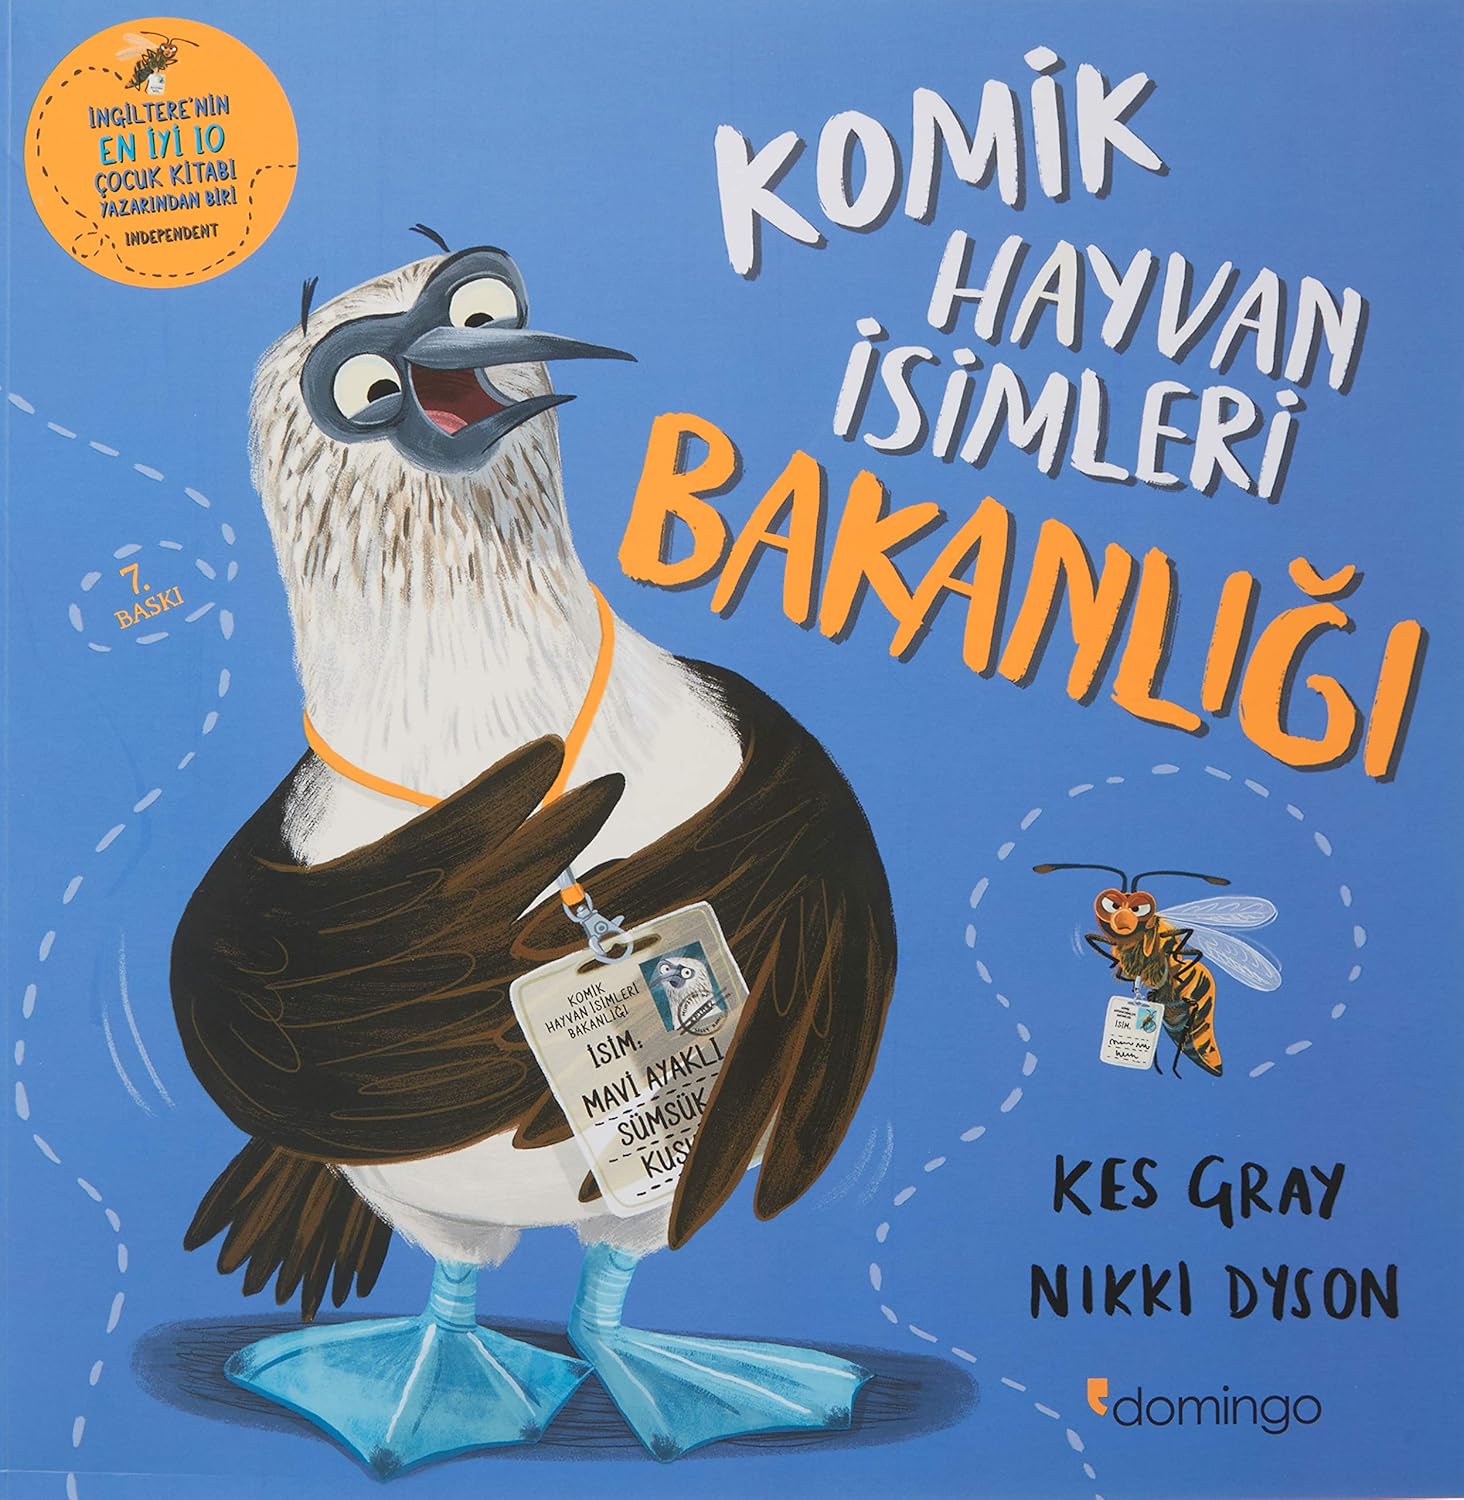 İNGİLTERE'NİN
EN İYİ 10
ÇOCUK KİTABI
YAZARINDAN BİRİ
INDEPENDENT
KOMİK
HAYVAN
İSİMLERİ
BAKANLIĞI
7.
BASKI
KOMİK
HAYVAN İSİMLERİ
BAKANLIĞI
İSİM:
MAVİ AYAKLI
SÜMSÜK
İSİM:
KES GRAY
NIKKI DYSON
domingo